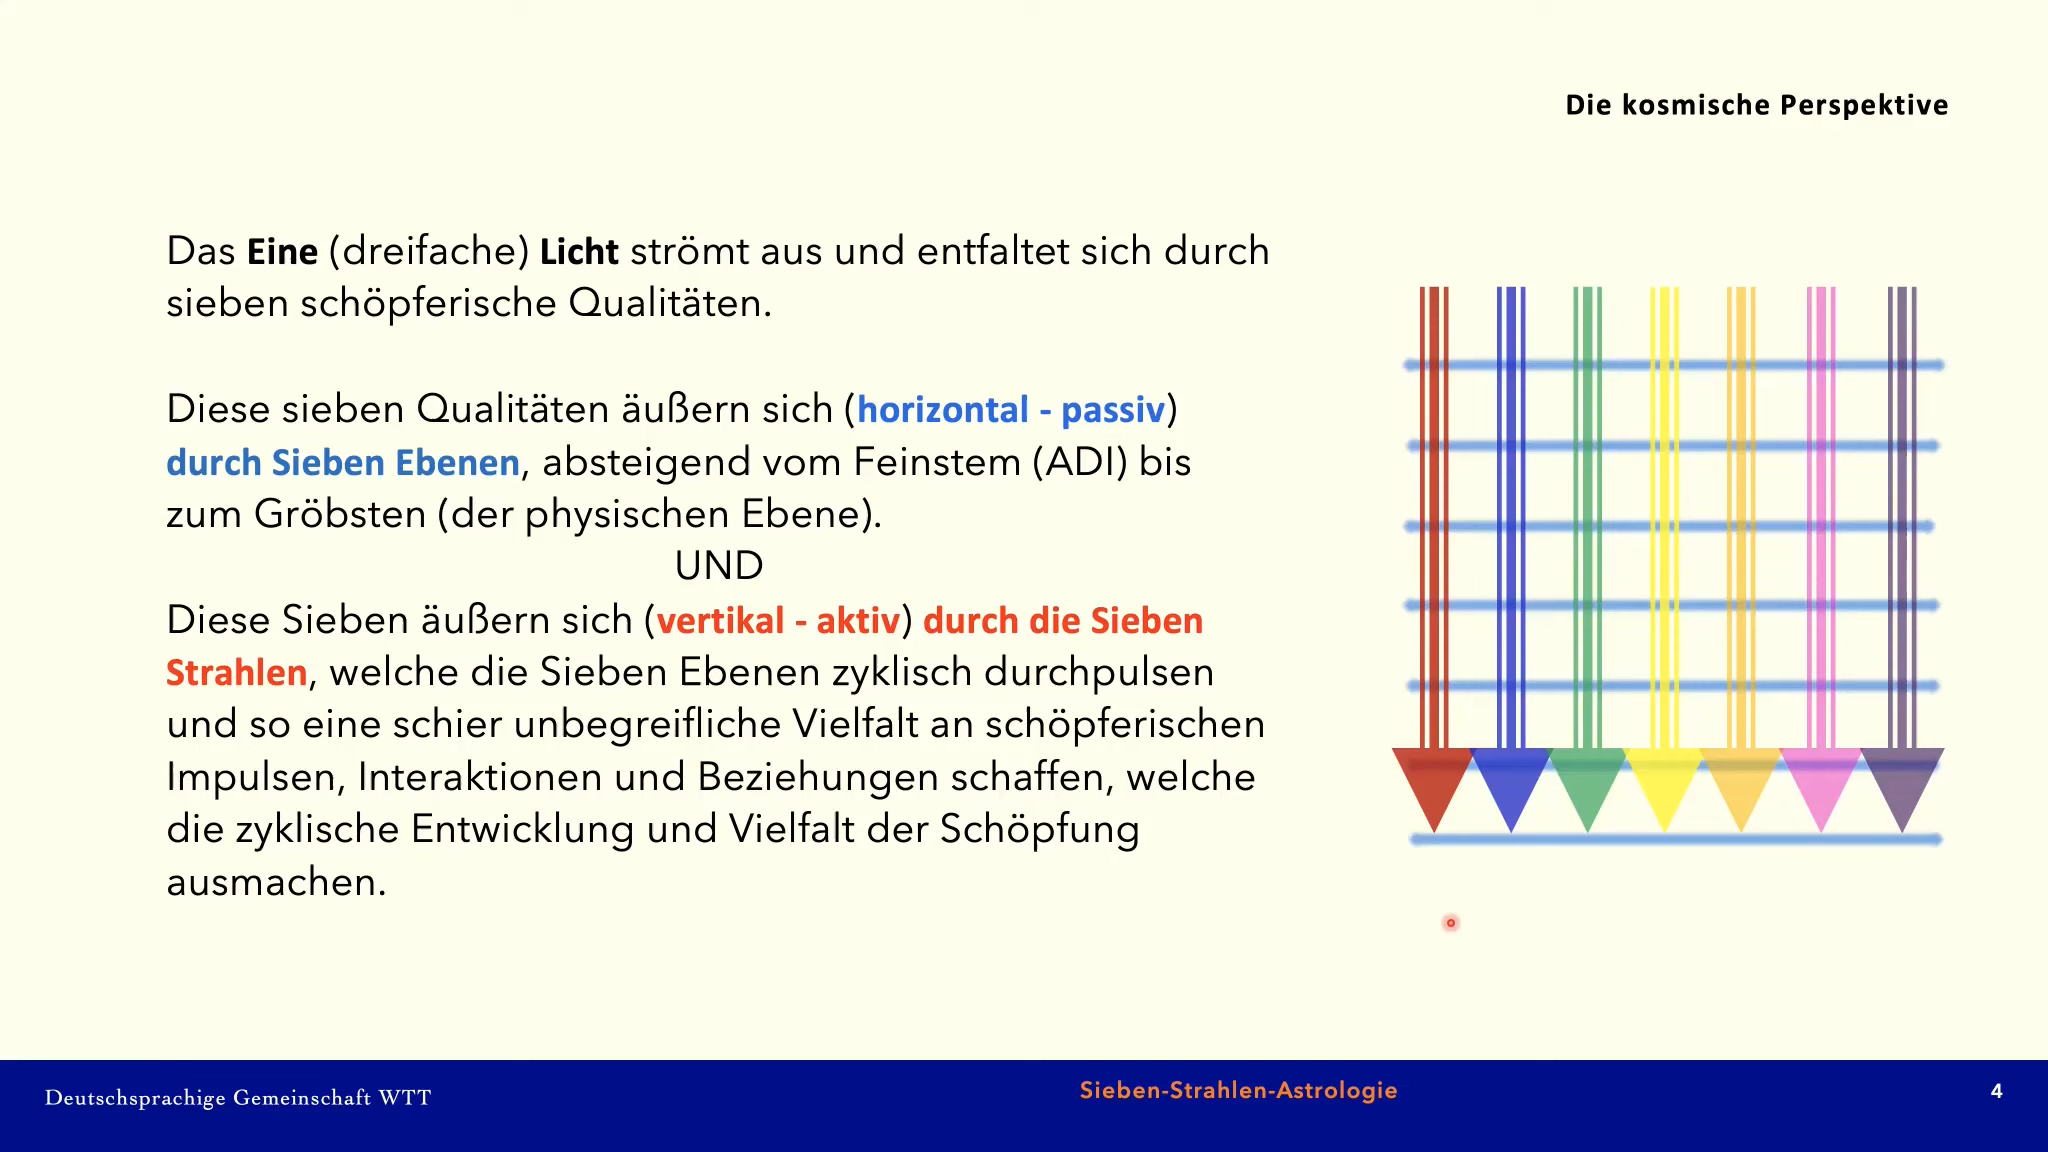 Die kosmische Perspektive
Das Eine (dreifache) Licht strömt aus und entfaltet sich durch
sieben schöpferische Qualitäten.
Diese sieben Qualitäten äußern sich (horizontal - passiv)
durch Sieben Ebenen, absteigend vom Feinstem (ADI) bis
zum Gröbsten (der physischen Ebene).
UND
Diese Sieben äußern sich (vertikal - aktiv) durch die Sieben
Strahlen, welche die Sieben Ebenen zyklisch durchpulsen
und so eine schier unbegreifliche Vielfalt an schöpferischen
Impulsen, Interaktionen und Beziehungen schaffen, welche
die zyklische Entwicklung und Vielfalt der Schöpfung
ausmachen.
Deutschsprachige Gemeinschaft WTT
Sieben-Strahlen-Astrologie
4